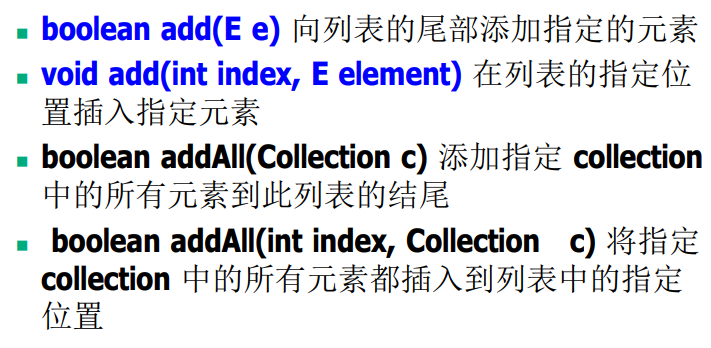 boolean add(E e) 向列表的尾部添加指定的元素
void add(int index, E element) 在列表的指定位
置插入指定元素
boolean addAll(Collection c) 添加指定 collection
中的所有元素到此列表的结尾
boolean addAll(int index, Collection c) 将指定
collection 中的所有元素都插入到列表中的指定
位置